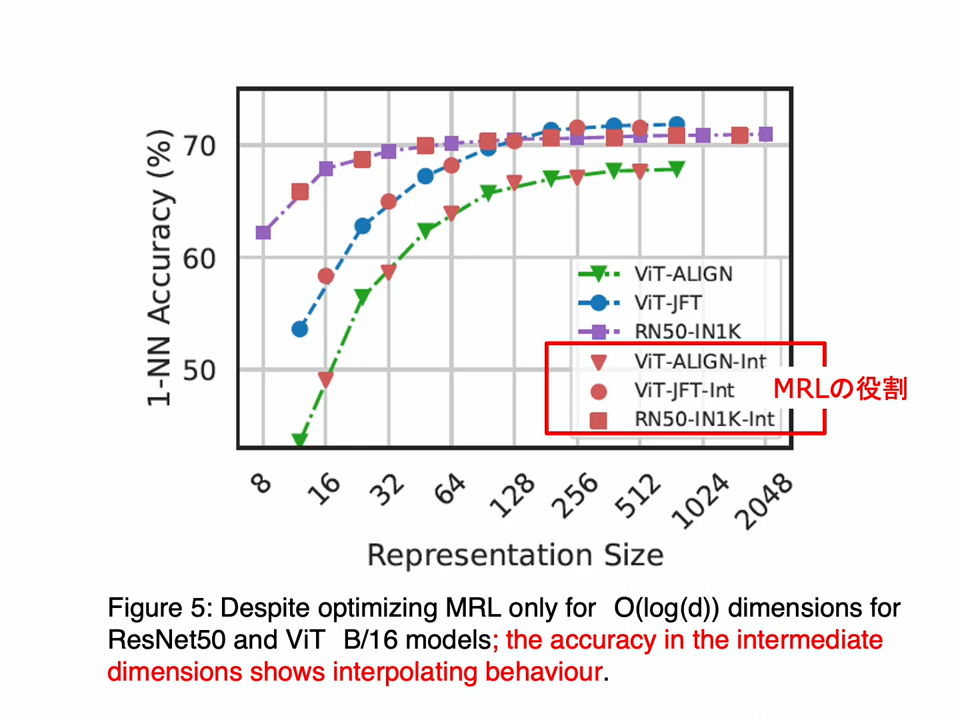 70
60
50
1-NN Accuracy (%)
ViT-ALIGN
ViT-JFT
RN50-IN1K
ViT-ALIGN-Int
ViT-JFT-Int
RN50-IN1K-Int
MRLの役割
8
16
32
64
128
256
512
1024
2048
Representation Size
Figure 5: Despite optimizing MRL only for O(log(d)) dimensions for
ResNet50 and ViT B/16 models; the accuracy in the intermediate
dimensions shows interpolating behaviour.